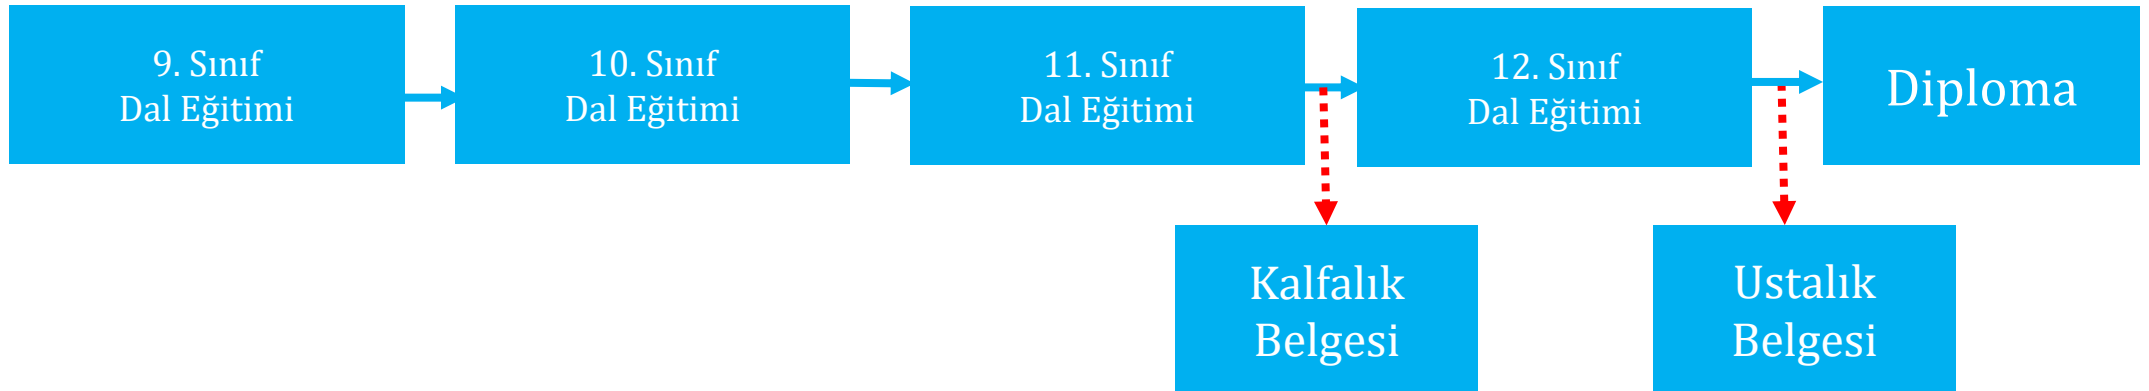 9. Sınıf
Dal Eğitimi
10. Sınıf
Dal Eğitimi
11. Sınıf
Dal Eğitimi
12. Sınıf
Dal Eğitimi
Diploma
Kalfalık
Belgesi
Ustalık
Belgesi